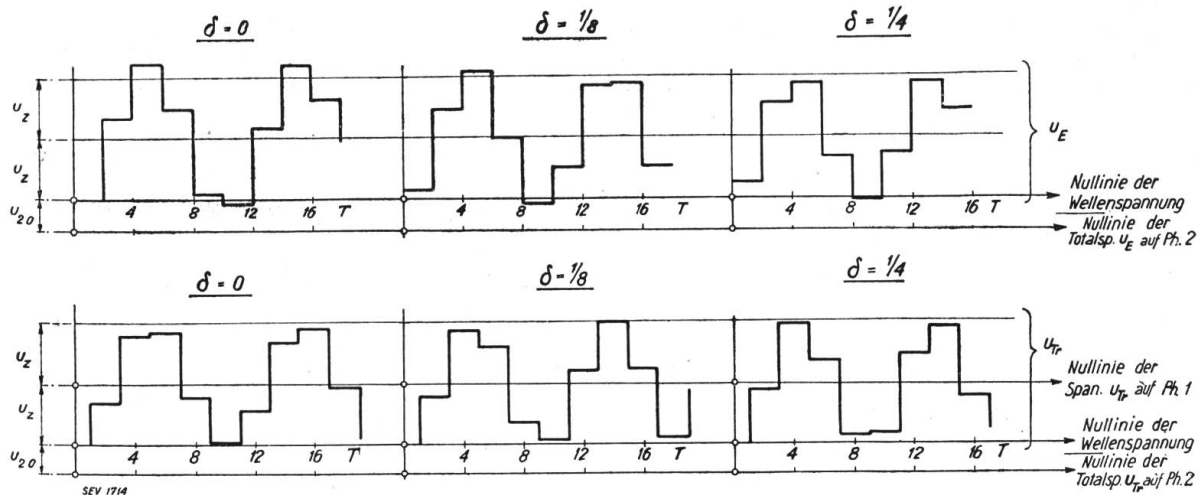 δ = 0
δ = 1/8
δ = 1/4
u_z
u_z
u_20
u_E
4 8 12 16 T
4 8 12 16 T
4 8 12 16 T
Nullinie der
Wellenspannung
Nullinie der
Totalsp. u_E auf Ph. 2
δ = 0
δ = 1/8
δ = 1/4
u_z
u_z
u_20
u_Tr
Nullinie der
Span. u_Tr auf Ph. 1
4 8 12 16 T
4 8 12 16 T
4 8 12 16 T
Nullinie der
Wellenspannung
Nullinie der
Totalsp. u_Tr auf Ph. 2
SEV 1714